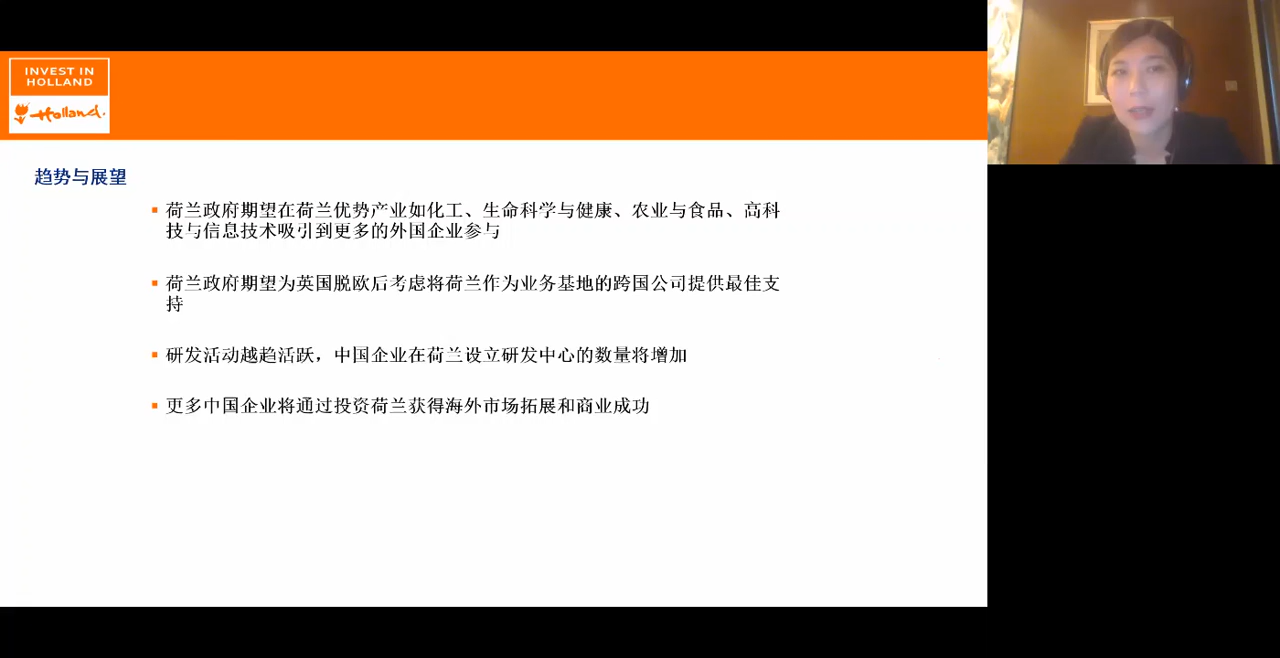 INVEST IN
HOLLAND
Holland.
趋势与展望
荷兰政府期望在荷兰优势产业如化工、生命科学与健康、农业与食品、高科
技与信息技术吸引到更多的外国企业参与
荷兰政府期望为英国脱欧后考虑将荷兰作为业务基地的跨国公司提供最佳支
持
研发活动越趋活跃，中国企业在荷兰设立研发中心的数量将增加
更多中国企业将通过投资荷兰获得海外市场拓展和商业成功